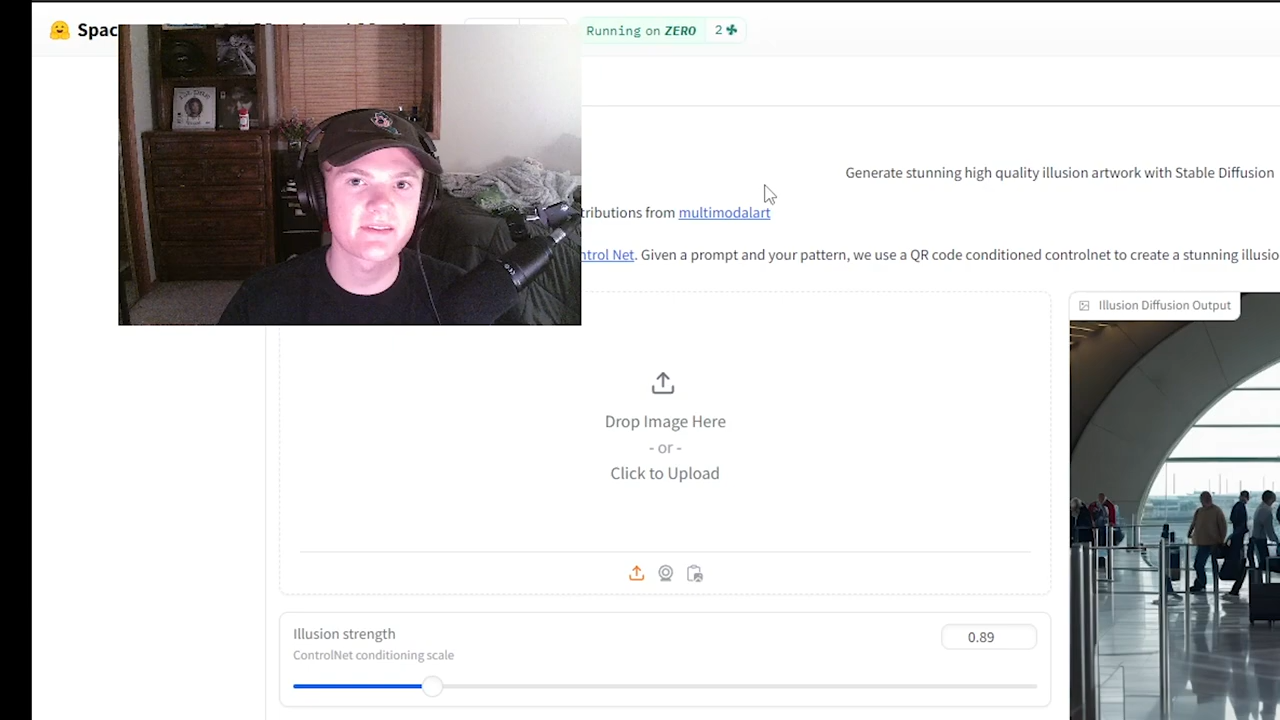 Spac
Running on ZERO
2
Generate stunning high quality illusion artwork with Stable Diffusion
tributions from multimodalart
ntrol Net. Given a prompt and your pattern, we use a QR code conditioned controlnet to create a stunning illusio
Illusion Diffusion Output
Drop Image Here
- or -
Click to Upload
Illusion strength
0.89
ControlNet conditioning scale